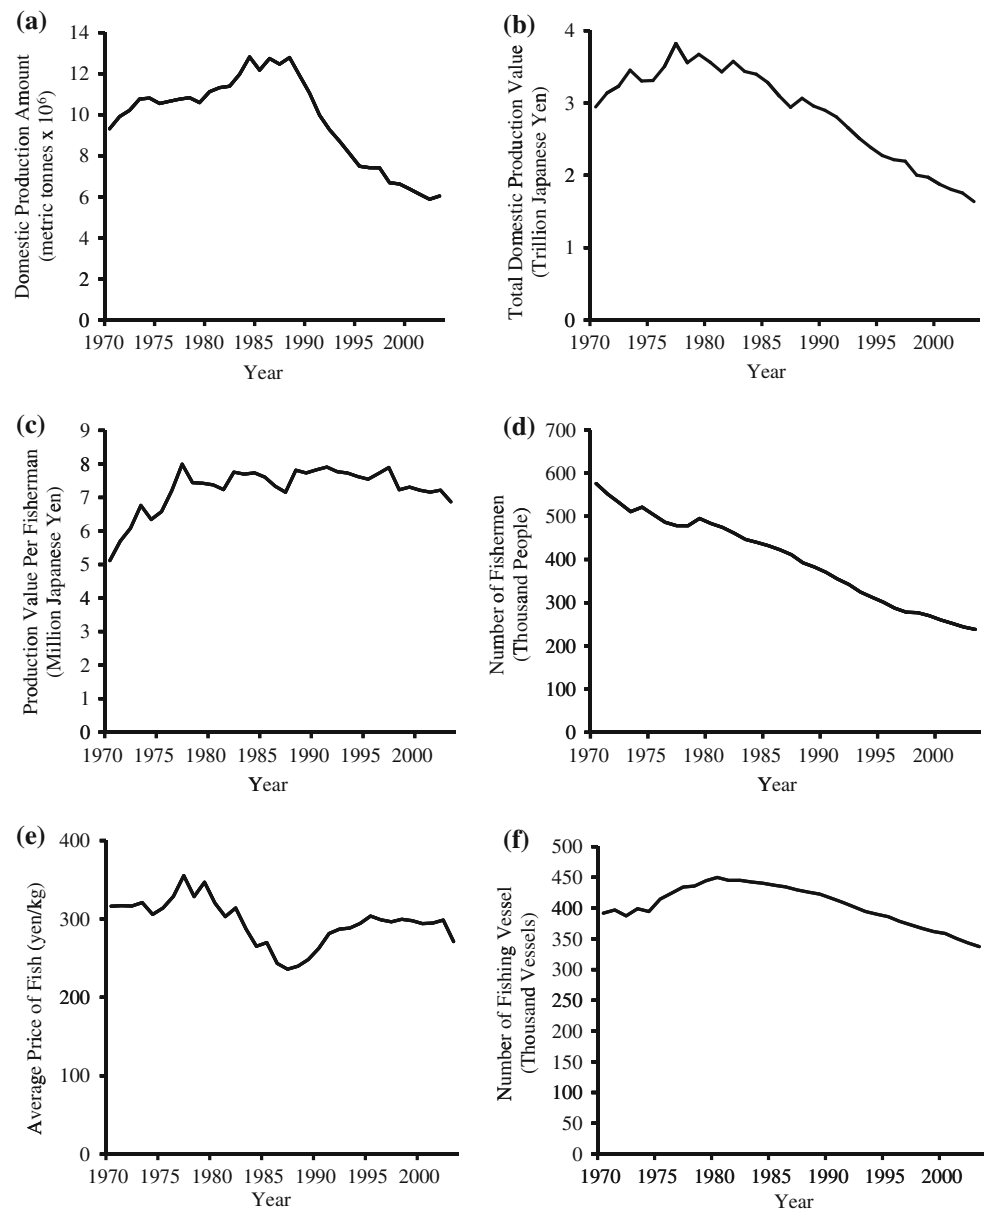 (a)
Domestic Production Amount
(metric tonnes x 10⁶)
14
12
10
8
6
4
2
0
1970 1975 1980 1985 1990 1995 2000
Year
(b)
Total Domestic Production Value
(Trillion Japanese Yen)
4
3
2
1
0
1970 1975 1980 1985 1990 1995 2000
Year
(c)
Production Value Per Fisherman
(Million Japanese Yen)
9
8
7
6
5
4
3
2
1
0
1970 1975 1980 1985 1990 1995 2000
Year
(d)
Number of Fishermen
(Thousand People)
700
600
500
400
300
200
100
0
1970 1975 1980 1985 1990 1995 2000
Year
(e)
Average Price of Fish (yen/kg)
400
300
200
100
0
1970 1975 1980 1985 1990 1995 2000
Year
(f)
Number of Fishing Vessel
(Thousand Vessels)
500
450
400
350
300
250
200
150
100
50
0
1970 1975 1980 1985 1990 1995 2000
Year